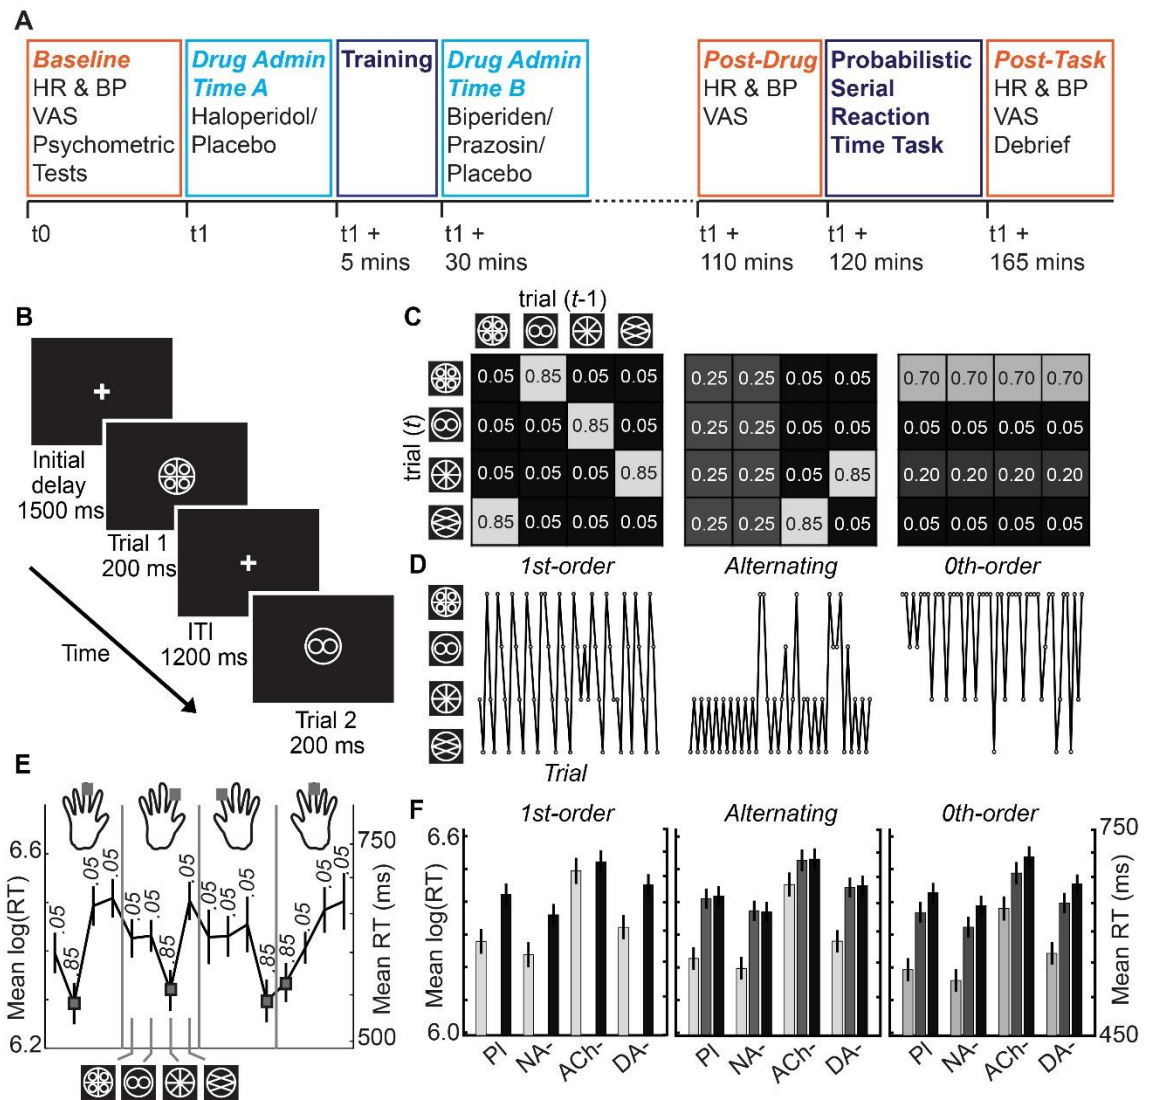 A
Baseline
HR & BP
VAS
Psychometric
Tests
Drug Admin
Time A
Haloperidol/
Placebo
Training
Drug Admin
Time B
Biperiden/
Prazosin/
Placebo
Post-Drug
HR & BP
VAS
Probabilistic
Serial
Reaction
Time Task
Post-Task
HR & BP
VAS
Debrief
t0
t1
t1 +
5 mins
t1 +
30 mins
t1 +
110 mins
t1 +
120 mins
t1 +
165 mins
B
Initial
delay
1500 ms
Trial 1
200 ms
ITI
1200 ms
Trial 2
200 ms
Time
C
trial (t-1)
trial (t)
0.05 0.85 0.05 0.05
0.05 0.05 0.85 0.05
0.05 0.05 0.05 0.85
0.85 0.05 0.05 0.05
0.25 0.25 0.05 0.05
0.25 0.25 0.05 0.05
0.25 0.25 0.05 0.85
0.25 0.25 0.85 0.05
0.70 0.70 0.70 0.70
0.05 0.05 0.05 0.05
0.20 0.20 0.20 0.20
0.05 0.05 0.05 0.05
D
1st-order
Alternating
0th-order
Trial
E
Mean log(RT)
6.6
6.2
.05 .85 .05 .05
.05 .05 .85 .05
.05 .05 .05 .85
.85 .05 .05 .05
750
500
Mean RT (ms)
F
1st-order
Alternating
0th-order
Mean log(RT)
6.6
6.0
Pl NA- ACh- DA-
Pl NA- ACh- DA-
Pl NA- ACh- DA-
750
450
Mean RT (ms)